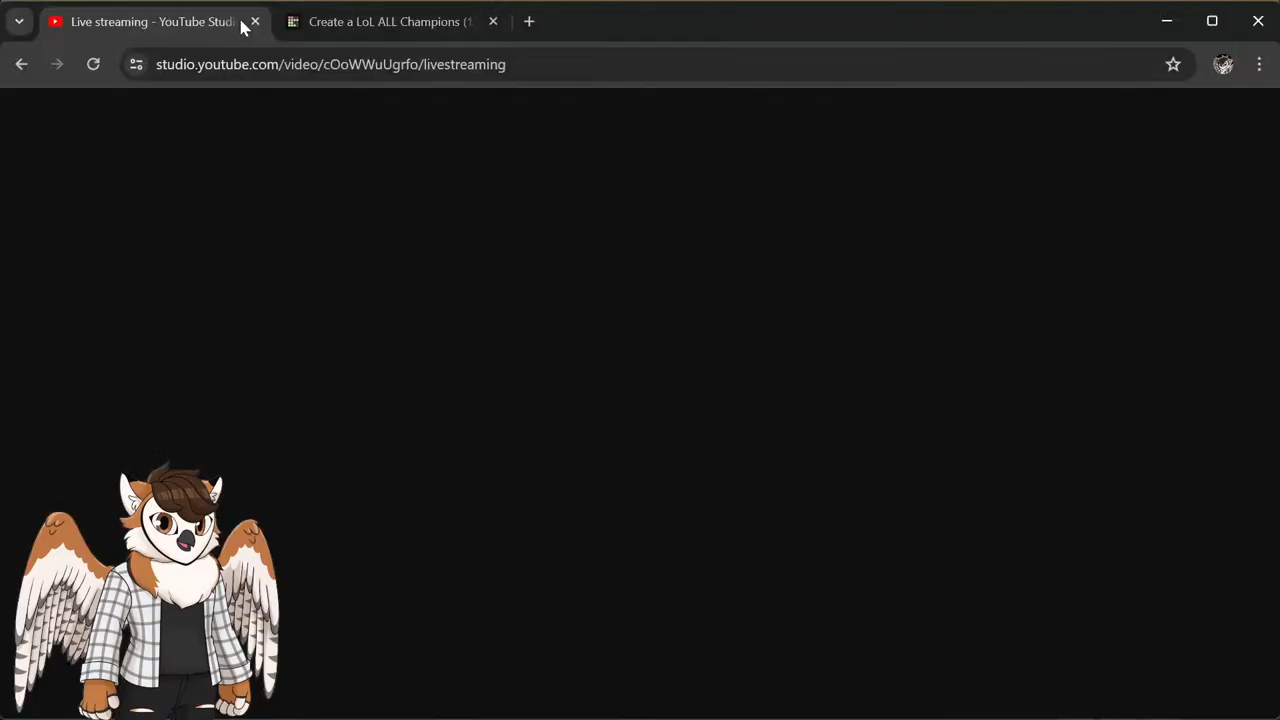 Live streaming - YouTube Studi
Create a LoL ALL Champions (1
studio.youtube.com/video/cOoWWuUgrfo/livestreaming